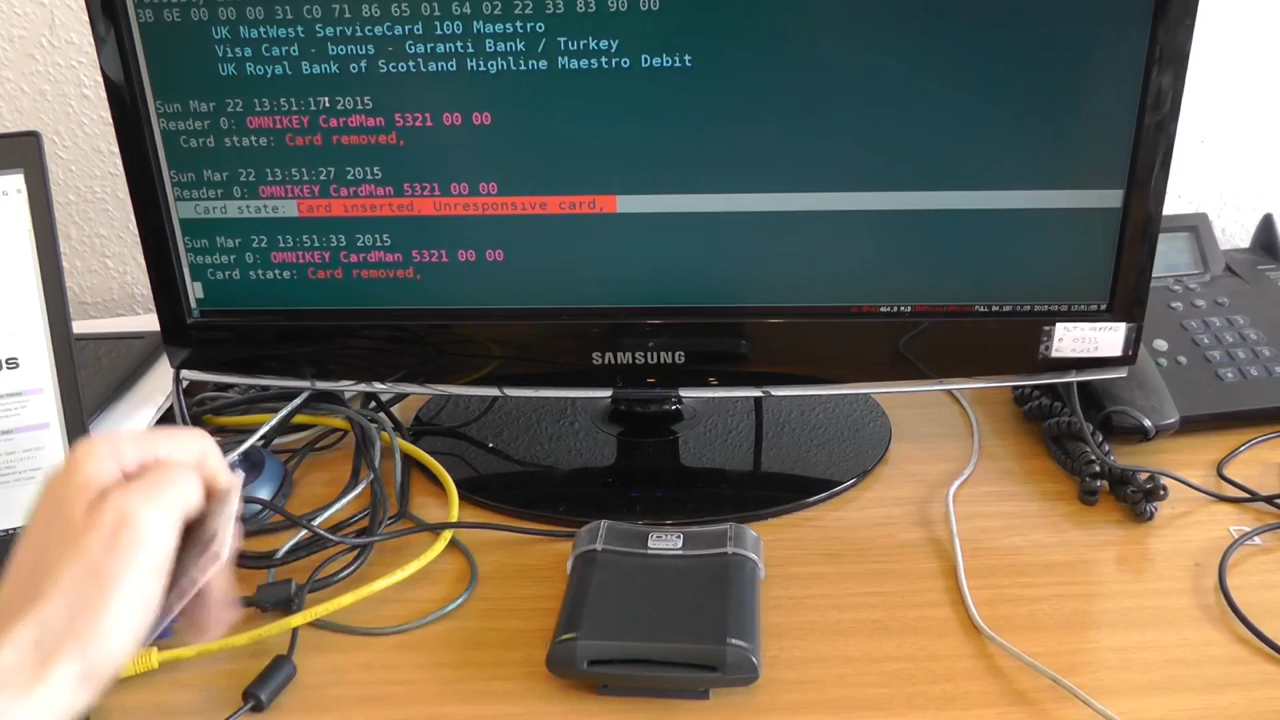 3B 6E 00 00 00 31 C0 71 86 65 01 64 02 22 33 83 90 00
UK NatWest ServiceCard 100 Maestro
Visa Card - bonus - Garanti Bank / Turkey
UK Royal Bank of Scotland Highline Maestro Debit
Sun Mar 22 13:51:17 2015
Reader 0: OMNIKEY CardMan 5321 00 00
Card state: Card removed,
Sun Mar 22 13:51:27 2015
Reader 0: OMNIKEY CardMan 5321 00 00
Card state: Card inserted, Unresponsive card,
Sun Mar 22 13:51:33 2015
Reader 0: OMNIKEY CardMan 5321 00 00
Card state: Card removed,
SAMSUNG